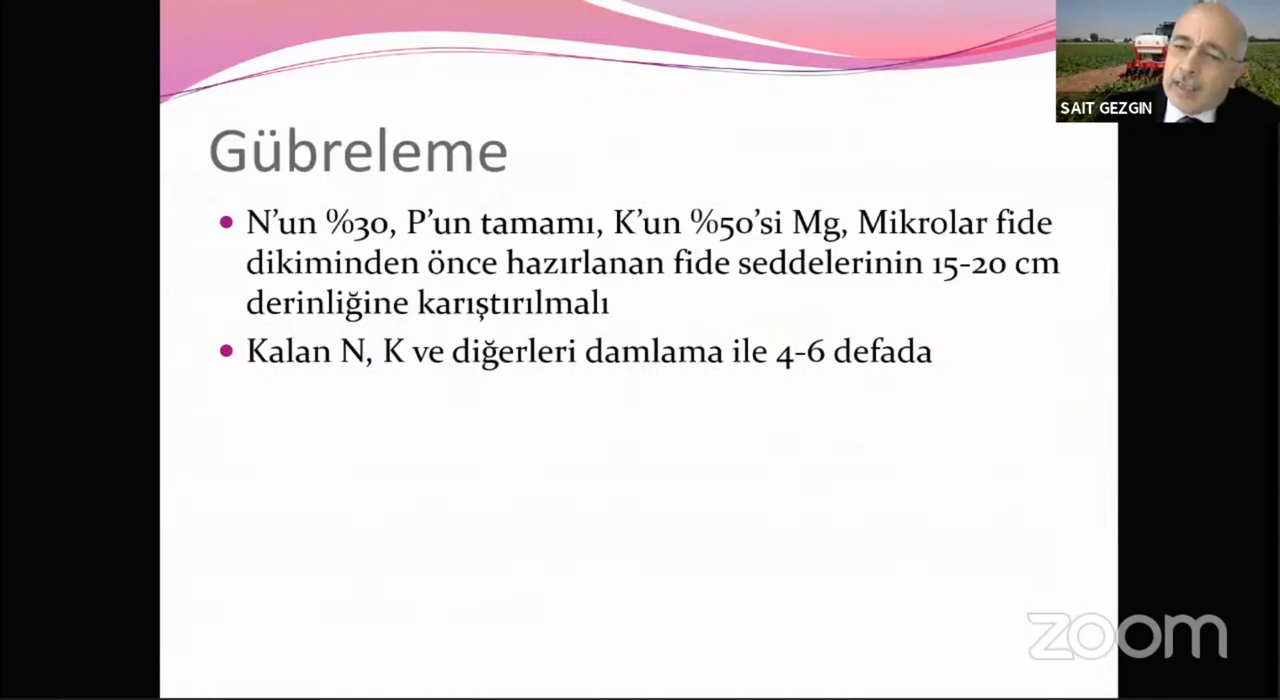 SAIT GEZGIN
Gübreleme
• N’un %30, P’un tamamı, K’un %50’si Mg, Mikrolar fide
dikiminden önce hazırlanan fide seddelerinin 15-20 cm
derinliğine karıştırılmalı
• Kalan N, K ve diğerleri damlama ile 4-6 defada
zoom